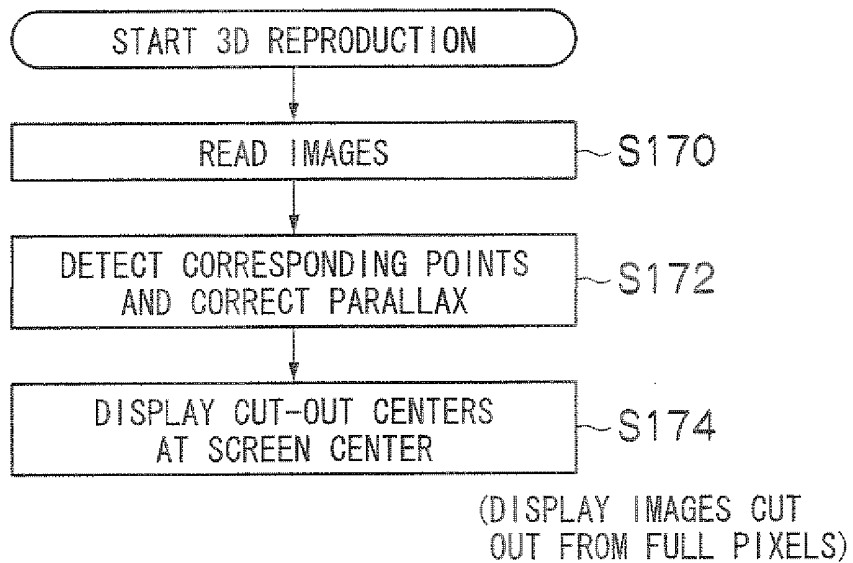 START 3D REPRODUCTION
READ IMAGES
S170
DETECT CORRESPONDING POINTS
AND CORRECT PARALLAX
S172
DISPLAY CUT-OUT CENTERS
AT SCREEN CENTER
S174
(DISPLAY IMAGES CUT
OUT FROM FULL PIXELS)